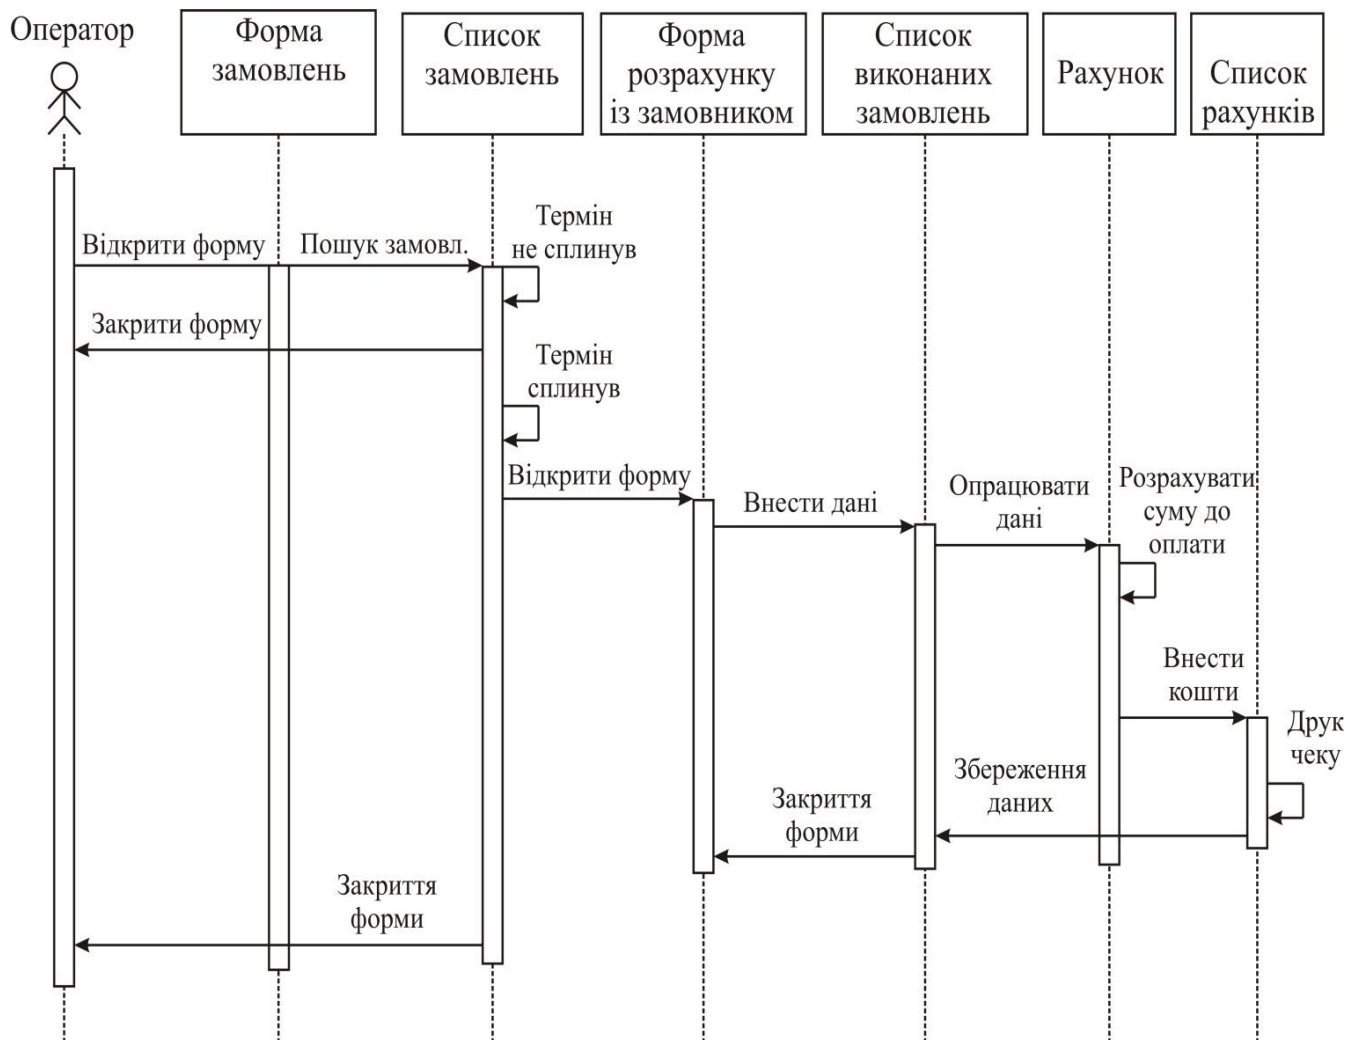 Оператор
Форма
замовлень
Список
замовлень
Форма
розрахунку
із замовником
Список
виконаних
замовлень
Рахунок
Список
рахунків
Термін
не сплинув
Відкрити форму
Пошук замовл.
Закрити форму
Термін
сплинув
Відкрити форму
Внести дані
Опрацювати
дані
Розрахувати
суму до
оплати
Внести
кошти
Друк
чеку
Збереження
даних
Закриття
форми
Закриття
форми